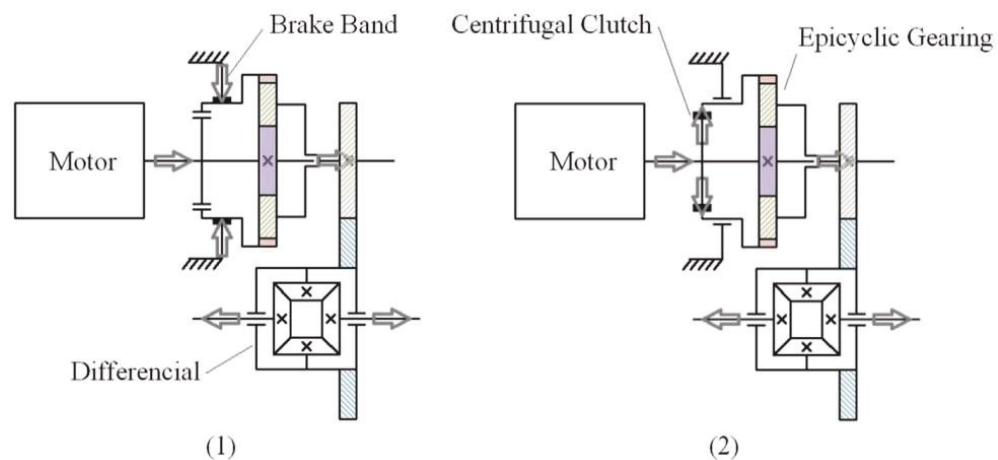 Brake Band
Centrifugal Clutch
Epicyclic Gearing
Motor
Motor
Differencial
(1)
(2)